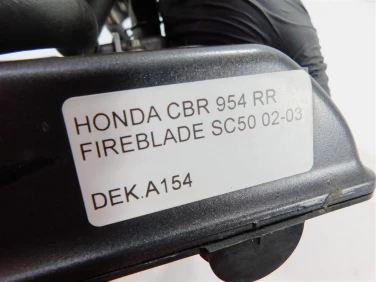 HONDA CBR 954 RR
FIREBLADE SC50 02-03
DEK.A154